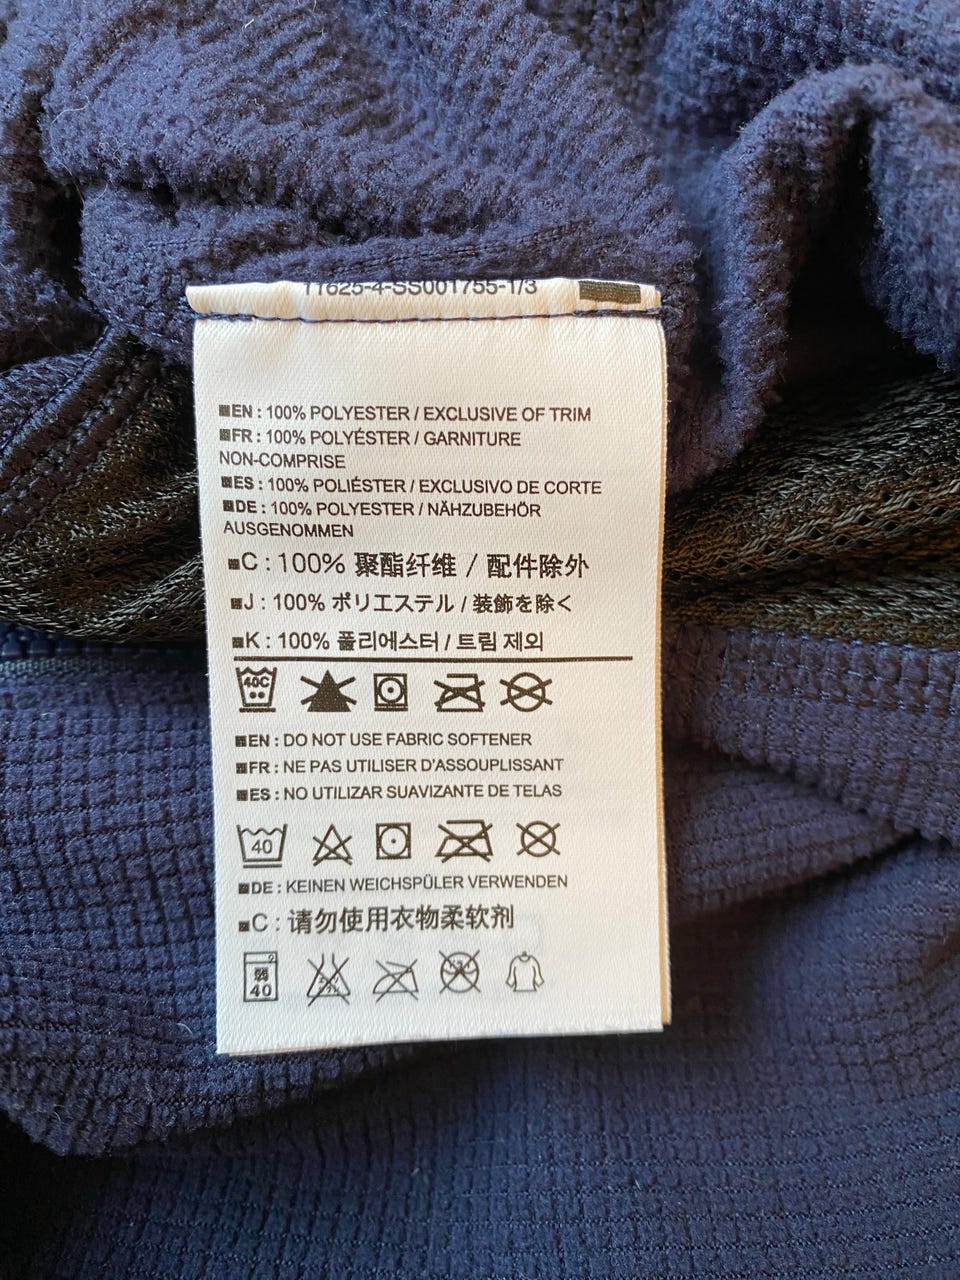 11625-4-SS001755-1/3
EN : 100% POLYESTER / EXCLUSIVE OF TRIM
FR : 100% POLYÉSTER / GARNITURE
NON-COMPRISE
ES : 100% POLIÉSTER / EXCLUSIVO DE CORTE
DE : 100% POLYESTER / NÄHZUBEHÖR
AUSGENOMMEN
C : 100% 聚酯纤维 / 配件除外
J : 100% ポリエステル / 装飾を除く
K : 100% 폴리에스터 / 트림 제외
40C
EN : DO NOT USE FABRIC SOFTENER
FR : NE PAS UTILISER D'ASSOUPLISSANT
ES : NO UTILIZAR SUAVIZANTE DE TELAS
40
DE : KEINEN WEICHSPÜLER VERWENDEN
C : 请勿使用衣物柔软剂
弱
40